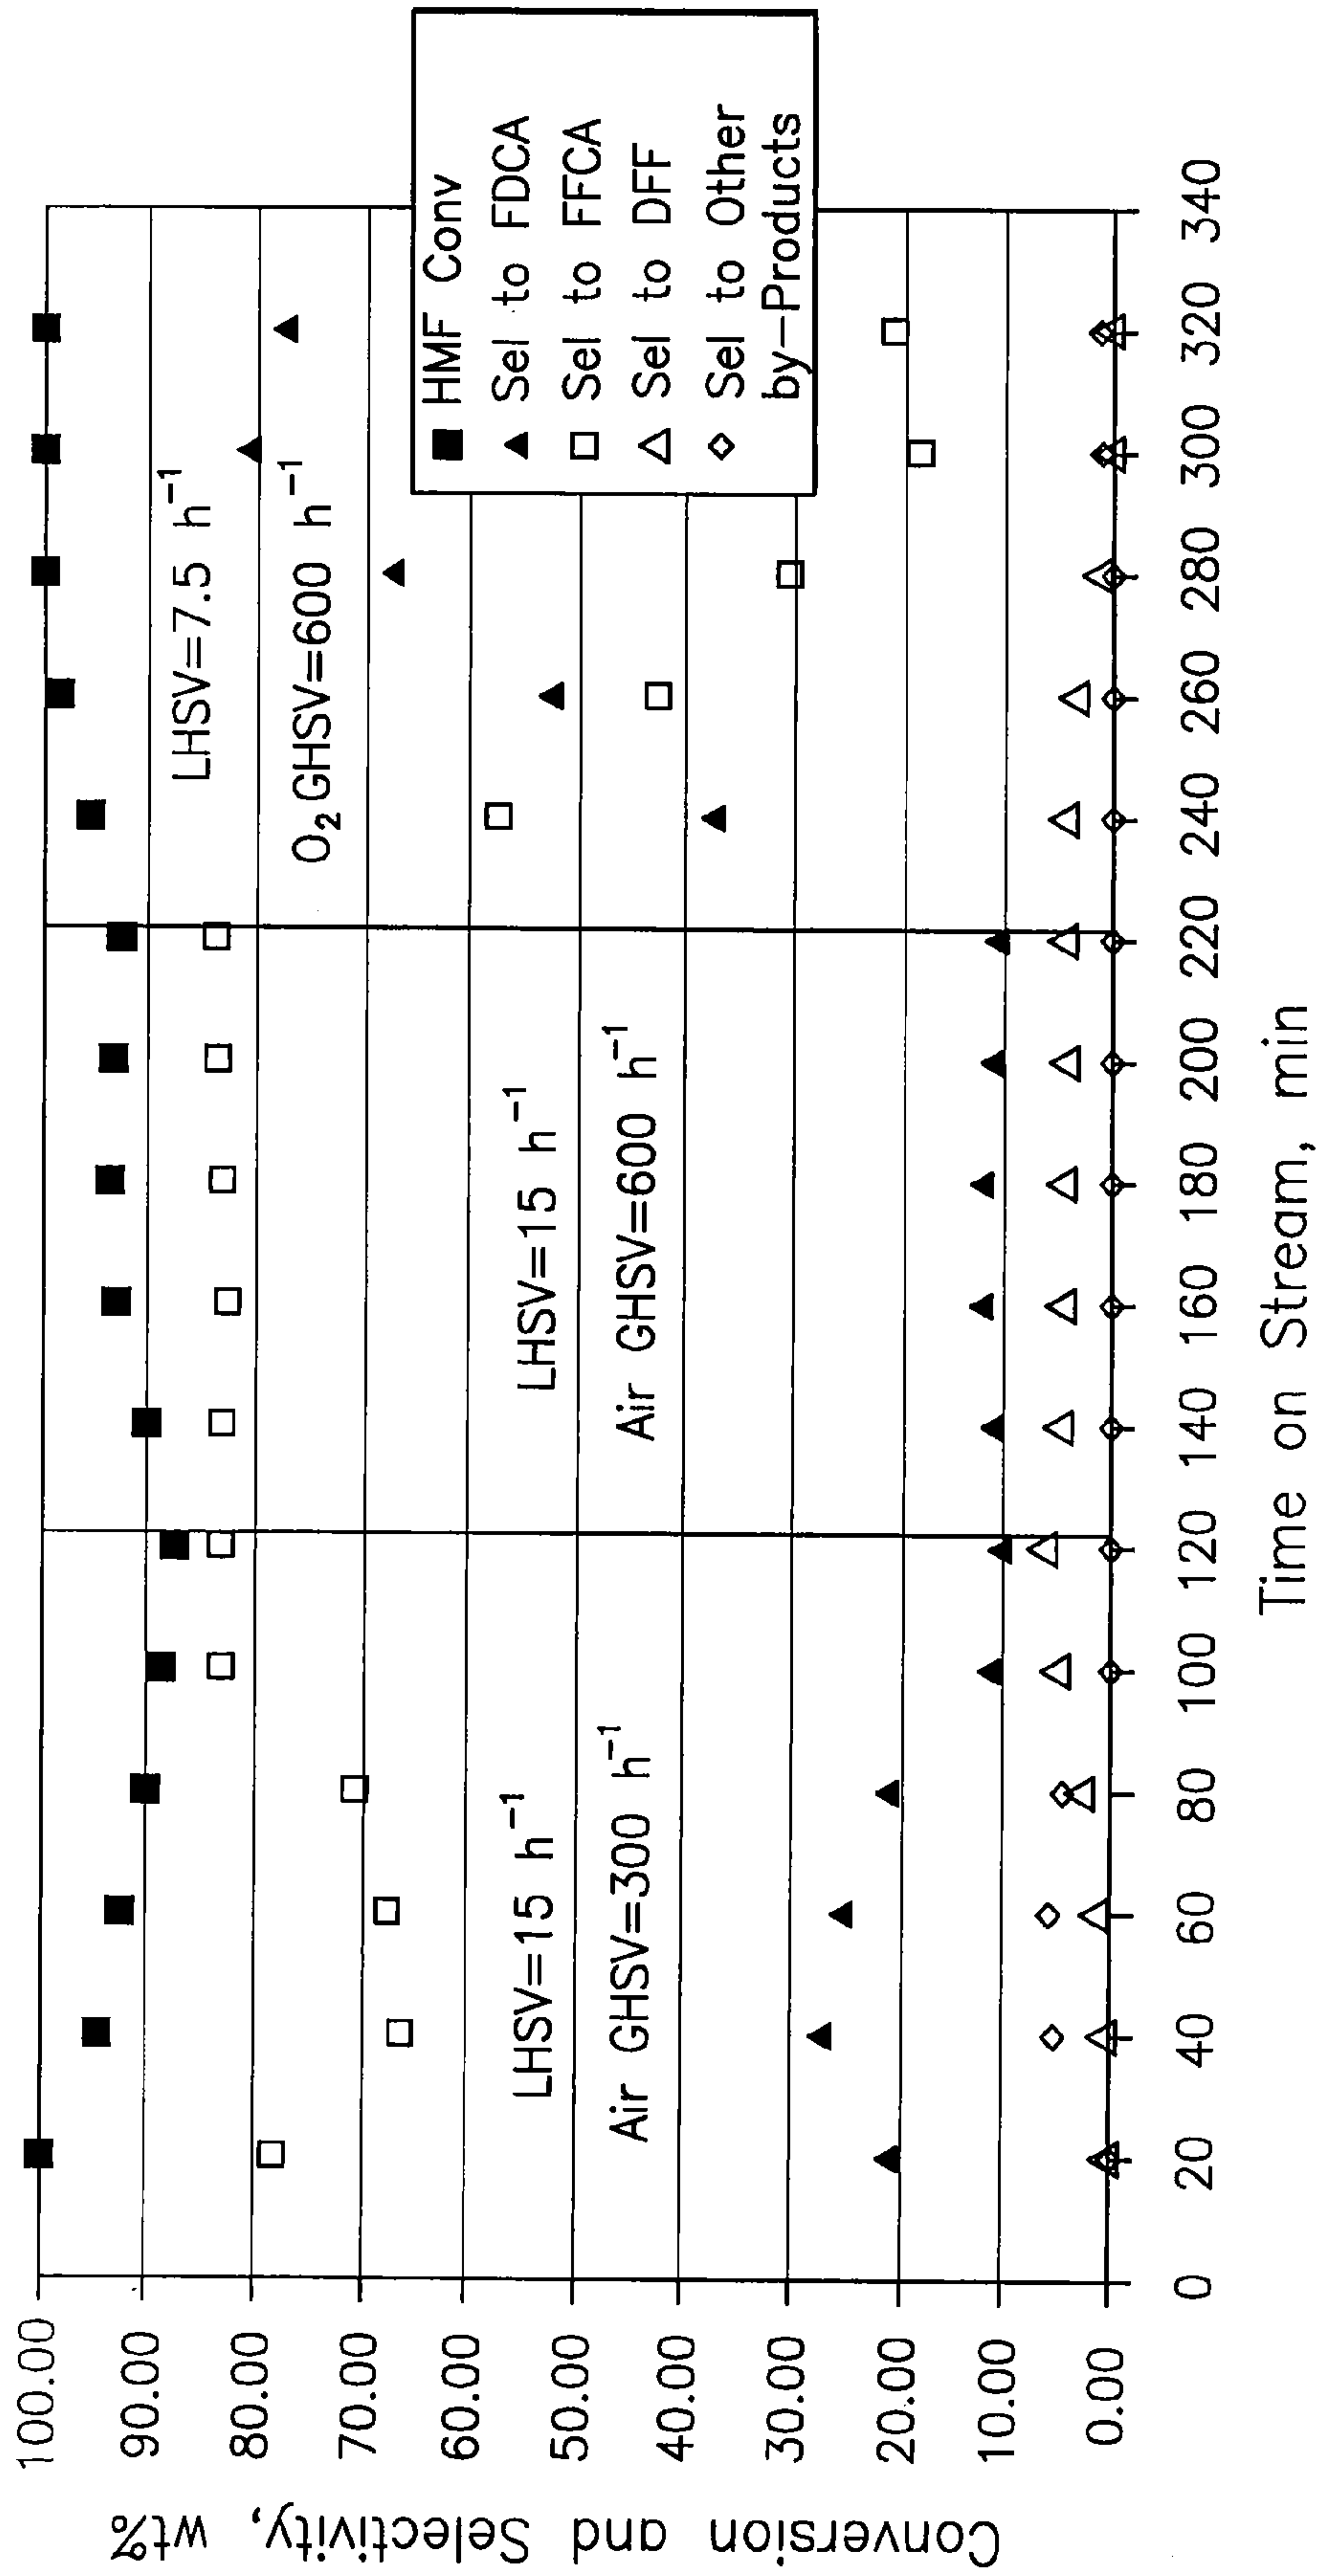 Conversion and Selectivity, wt%
100.00
90.00
80.00
70.00
60.00
50.00
40.00
30.00
20.00
10.00
0.00
LHSV=15 h⁻¹
Air GHSV=300 h⁻¹
LHSV=15 h⁻¹
Air GHSV=600 h⁻¹
LHSV=7.5 h⁻¹
O₂ GHSV=600 h⁻¹
HMF Conv
Sel to FDCA
Sel to FFCA
Sel to DFF
Sel to Other
by-Products
0 20 40 60 80 100 120 140 160 180 200 220 240 260 280 300 320 340
Time on Stream, min